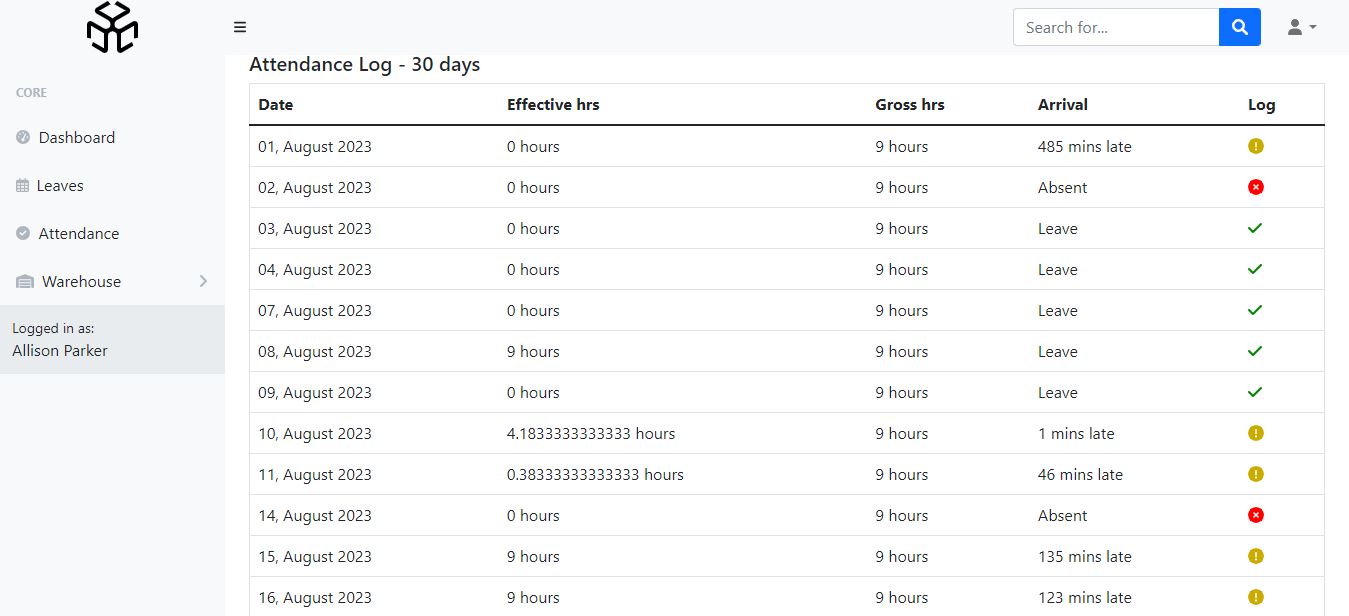 Search for...
CORE
Dashboard
Leaves
Attendance
Warehouse
Logged in as:
Allison Parker
Attendance Log - 30 days
Date Effective hrs Gross hrs Arrival Log
01, August 2023 0 hours 9 hours 485 mins late
02, August 2023 0 hours 9 hours Absent
03, August 2023 0 hours 9 hours Leave
04, August 2023 0 hours 9 hours Leave
07, August 2023 0 hours 9 hours Leave
08, August 2023 9 hours 9 hours Leave
09, August 2023 0 hours 9 hours Leave
10, August 2023 4.1833333333333 hours 9 hours 1 mins late
11, August 2023 0.38333333333333 hours 9 hours 46 mins late
14, August 2023 0 hours 9 hours Absent
15, August 2023 9 hours 9 hours 135 mins late
16, August 2023 9 hours 9 hours 123 mins late